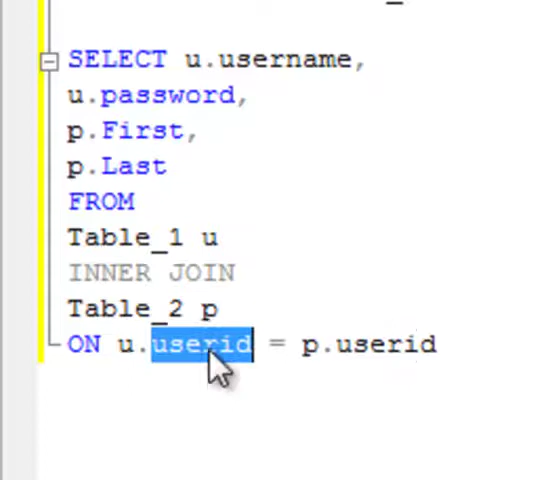 SELECT u.username,
u.password,
p.First,
p.Last
FROM
Table_1 u
INNER JOIN
Table_2 p
ON u.userid = p.userid